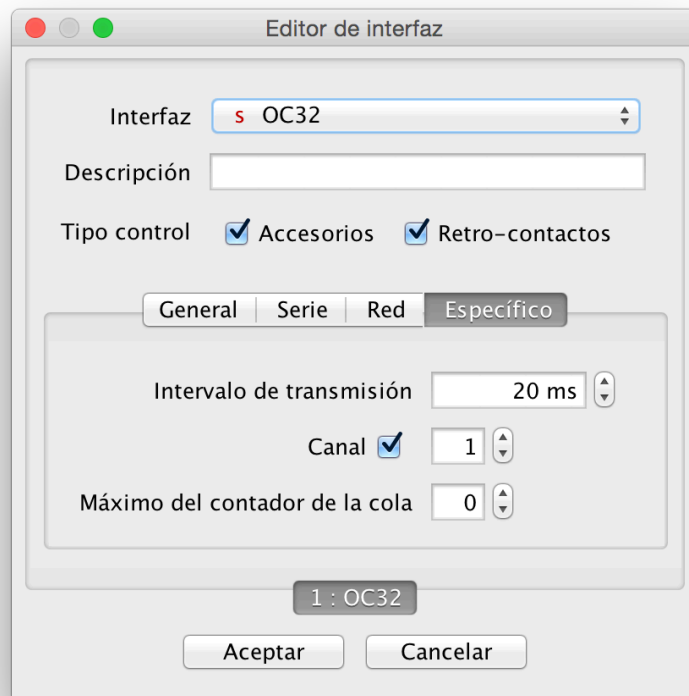 Editor de interfaz
Interfaz s OC32
Descripción
Tipo control Accesorios Retro-contactos
General Serie Red Específico
Intervalo de transmisión 20 ms
Canal 1
Máximo del contador de la cola 0
1 : OC32
Aceptar Cancelar